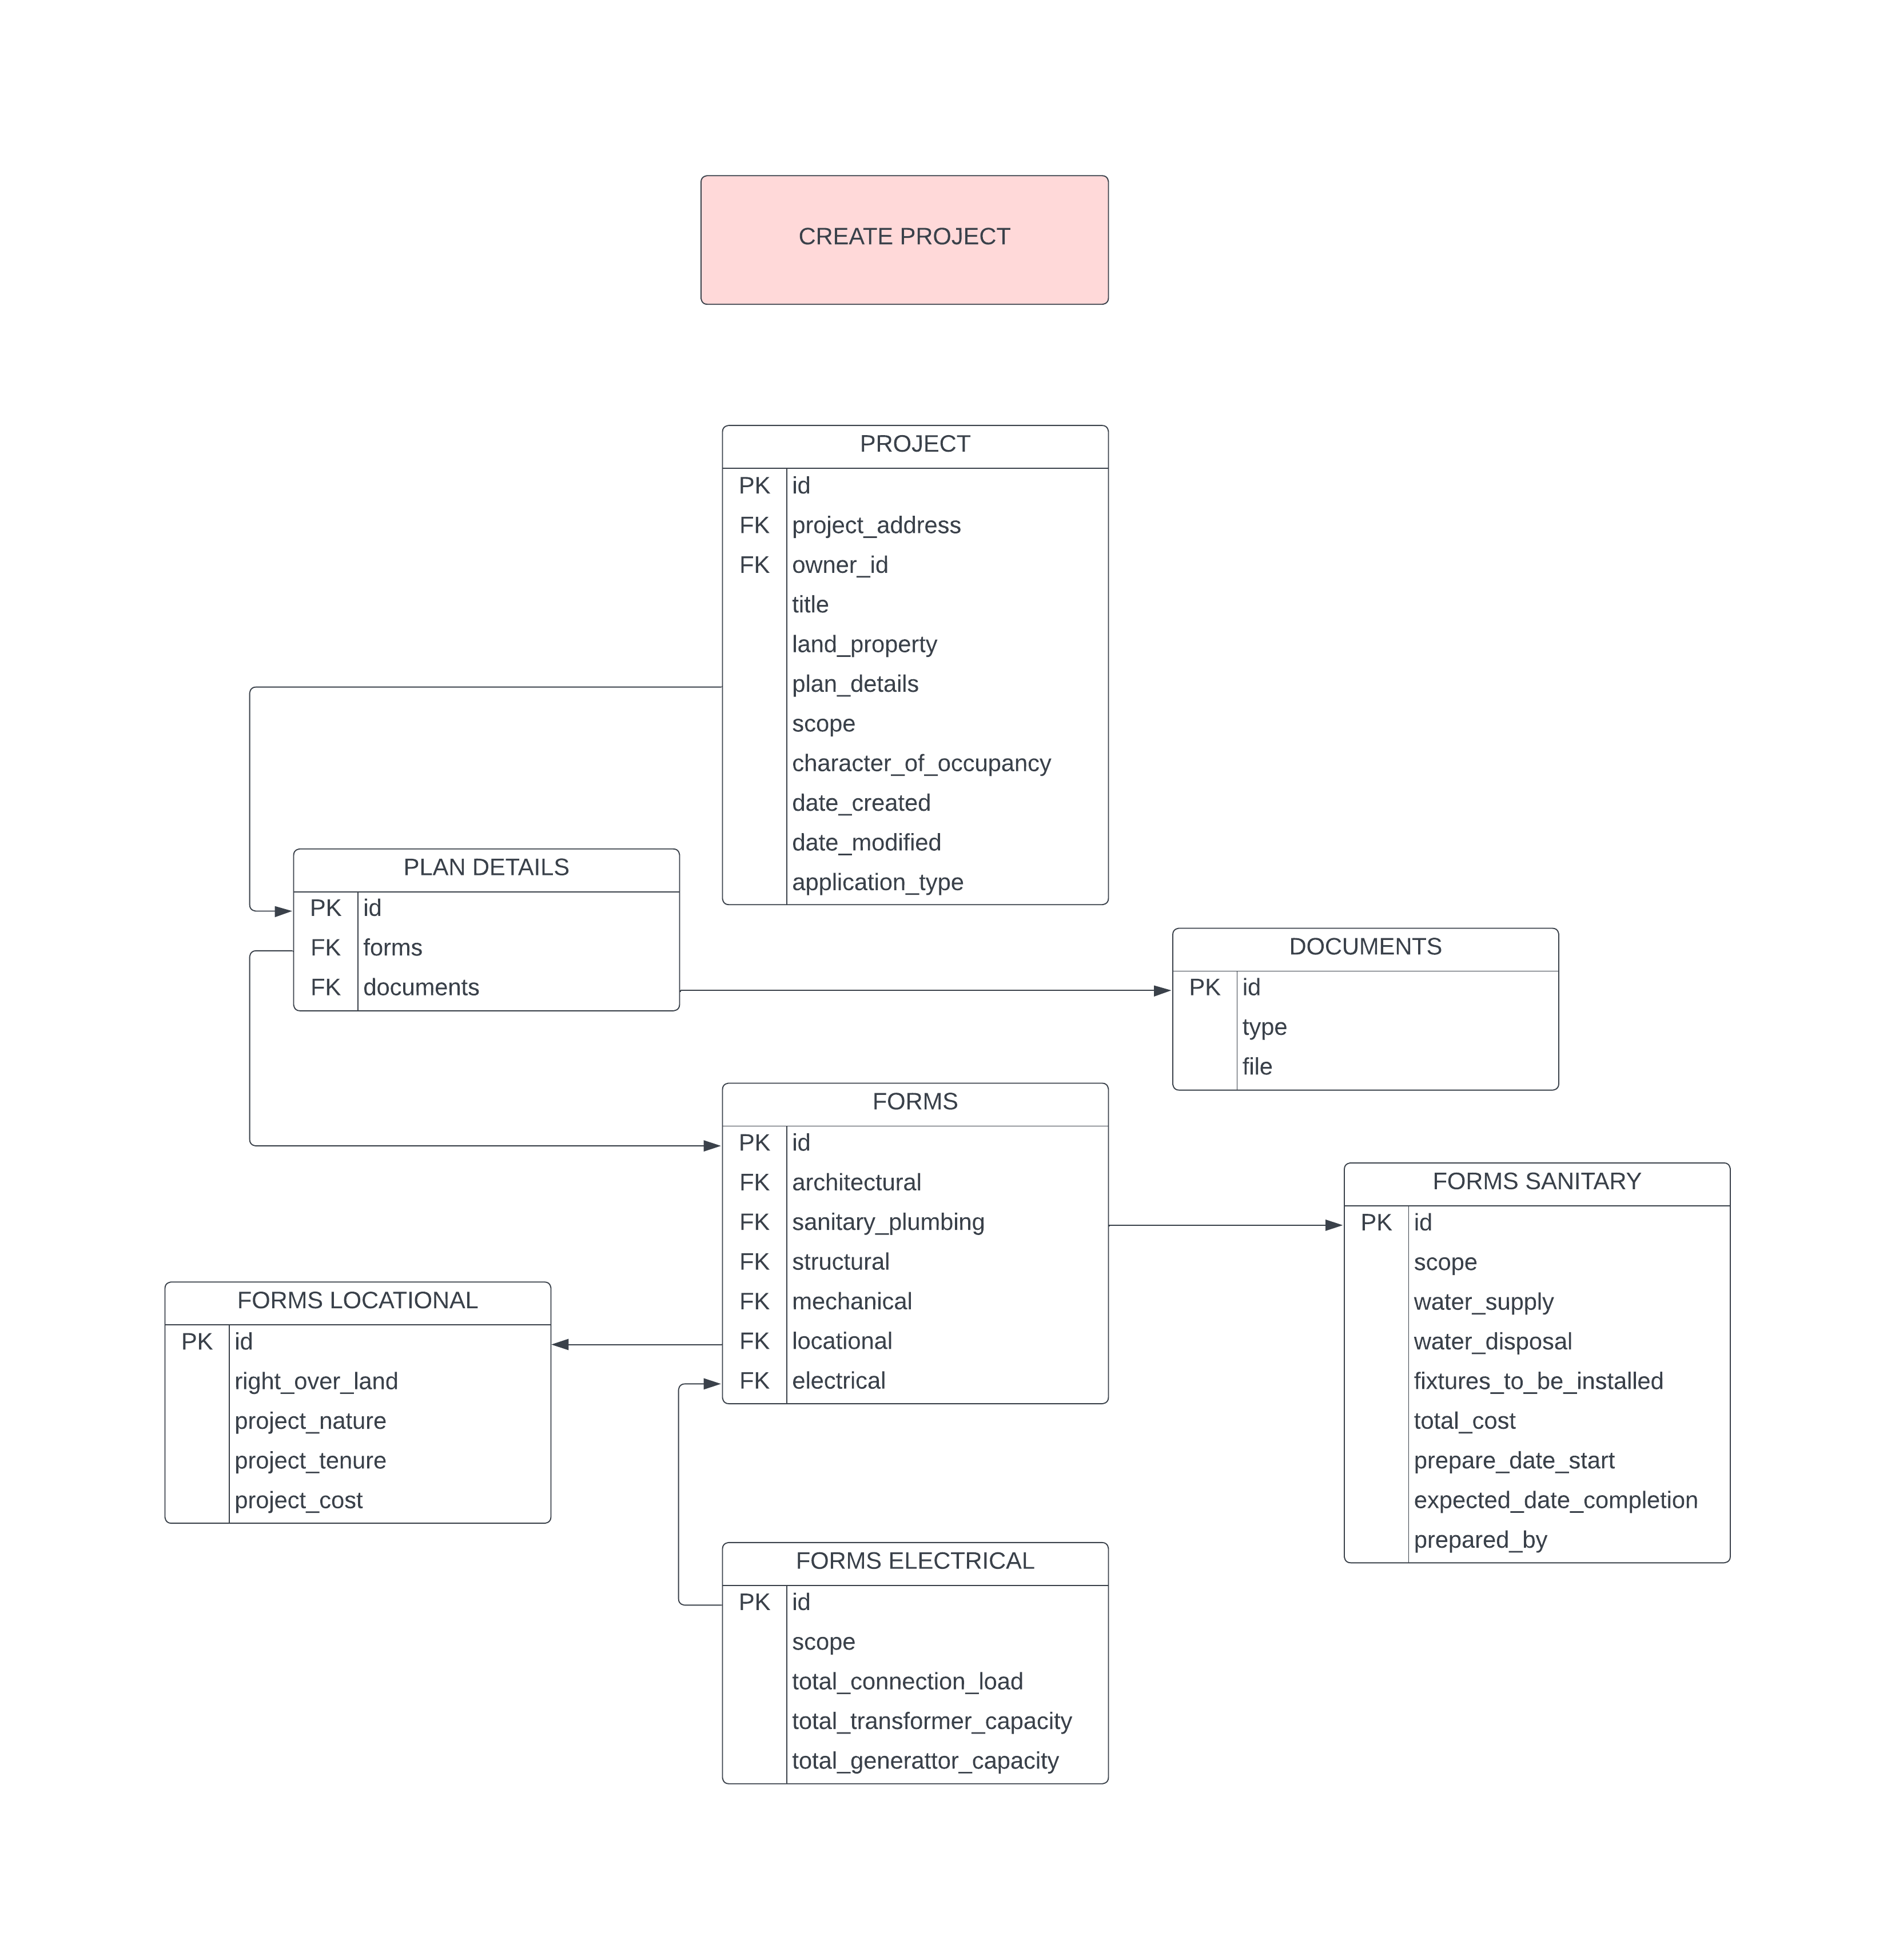 CREATE PROJECT
PROJECT
PK id
FK project_address
FK owner_id
title
land_property
plan_details
scope
character_of_occupancy
date_created
date_modified
application_type
PLAN DETAILS
PK id
FK forms
FK documents
DOCUMENTS
PK id
type
file
FORMS
PK id
FK architectural
FK sanitary_plumbing
FK structural
FK mechanical
FK locational
FK electrical
FORMS SANITARY
PK id
scope
water_supply
water_disposal
fixtures_to_be_installed
total_cost
prepare_date_start
expected_date_completion
prepared_by
FORMS LOCATIONAL
PK id
right_over_land
project_nature
project_tenure
project_cost
FORMS ELECTRICAL
PK id
scope
total_connection_load
total_transformer_capacity
total_generattor_capacity